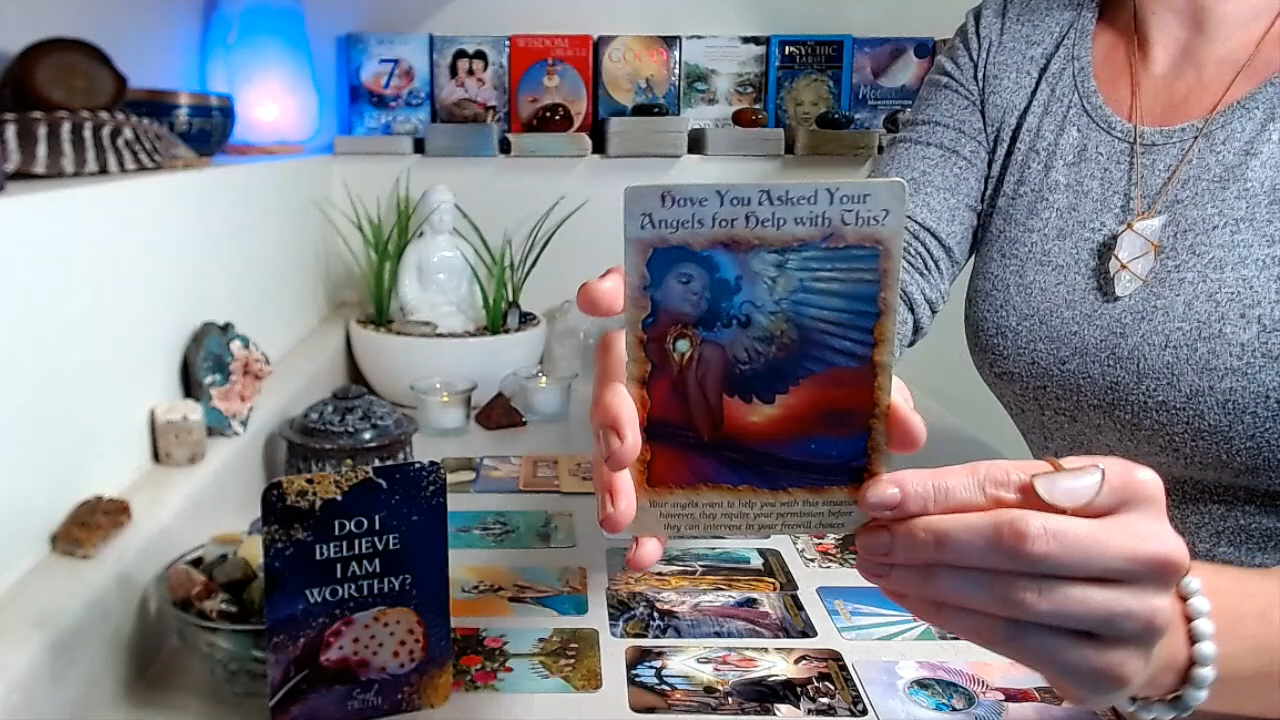 7
WISDOM
ORACLE
PSYCHIC
TAROT
MANIFESTATION
Have You Asked Your
Angels for Help with This?
Your angels want to help you with this situation
however, they require your permission before
they can intervene in your freewill choices
DO I
BELIEVE
I AM
WORTHY?
Soul
TRUTH